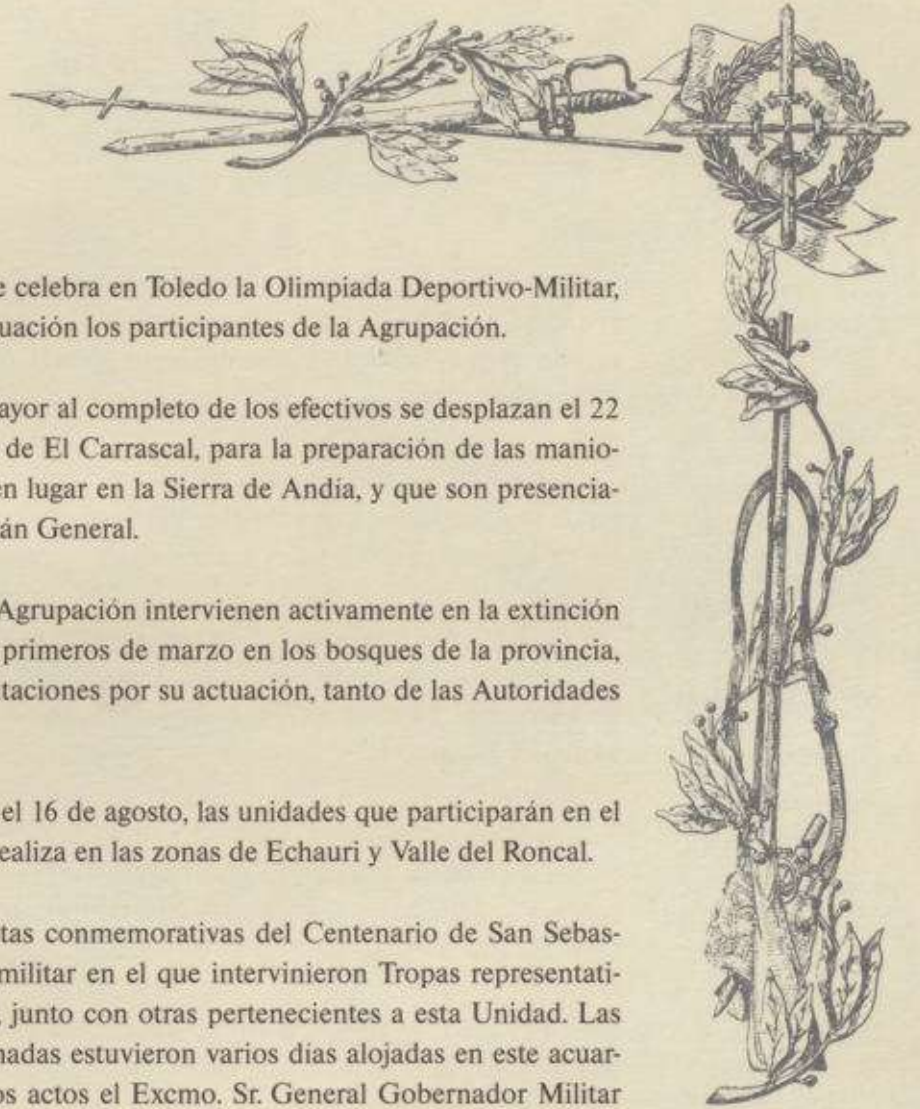 e celebra en Toledo la Olimpiada Deportivo-Militar,
uación los participantes de la Agrupación.
ayor al completo de los efectivos se desplazan el 22
de El Carrascal, para la preparación de las manio-
en lugar en la Sierra de Andía, y que son presencia-
án General.
Agrupación intervienen activamente en la extinción
primeros de marzo en los bosques de la provincia,
itaciones por su actuación, tanto de las Autoridades
el 16 de agosto, las unidades que participarán en el
ealiza en las zonas de Echauri y Valle del Roncal.
tas conmemorativas del Centenario de San Sebas-
militar en el que intervinieron Tropas representati-
, junto con otras pertenecientes a esta Unidad. Las
nadas estuvieron varios días alojadas en este acuar-
os actos el Excmo. Sr. General Gobernador Militar